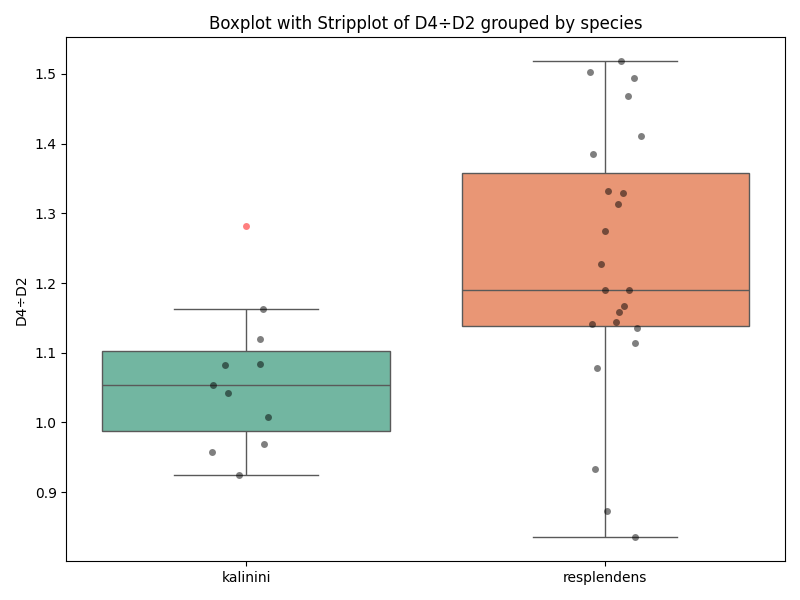 Boxplot with Stripplot of D4÷D2 grouped by species
1.5
1.4
1.3
1.2
1.1
1.0
0.9
D4÷D2
kalinini
resplendens